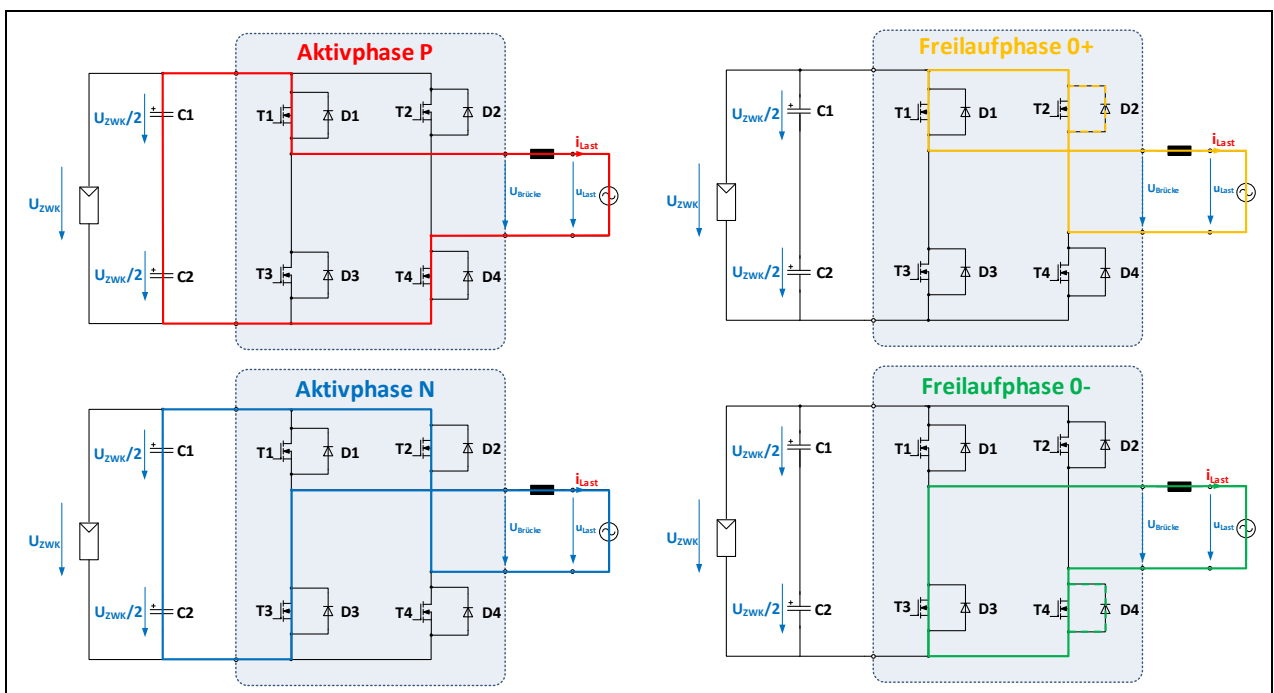 Aktivphase P
U_ZWK/2
+
C1
T1
D1
T2
D2
i_Last
U_ZWK
U_Brücke
u_Last
U_ZWK/2
+
C2
T3
D3
T4
D4
Freilaufphase 0+
U_ZWK/2
+
C1
T1
D1
T2
D2
i_Last
U_ZWK
U_Brücke
u_Last
U_ZWK/2
+
C2
T3
D3
T4
D4
Aktivphase N
U_ZWK/2
+
C1
T1
D1
T2
D2
i_Last
U_ZWK
U_Brücke
u_Last
U_ZWK/2
+
C2
T3
D3
T4
D4
Freilaufphase 0-
U_ZWK/2
+
C1
T1
D1
T2
D2
i_Last
U_ZWK
U_Brücke
u_Last
U_ZWK/2
+
C2
T3
D3
T4
D4